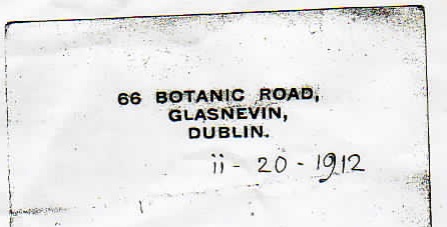 66 BOTANIC ROAD,
GLASNEVIN,
DUBLIN.
ii - 20 - 1912